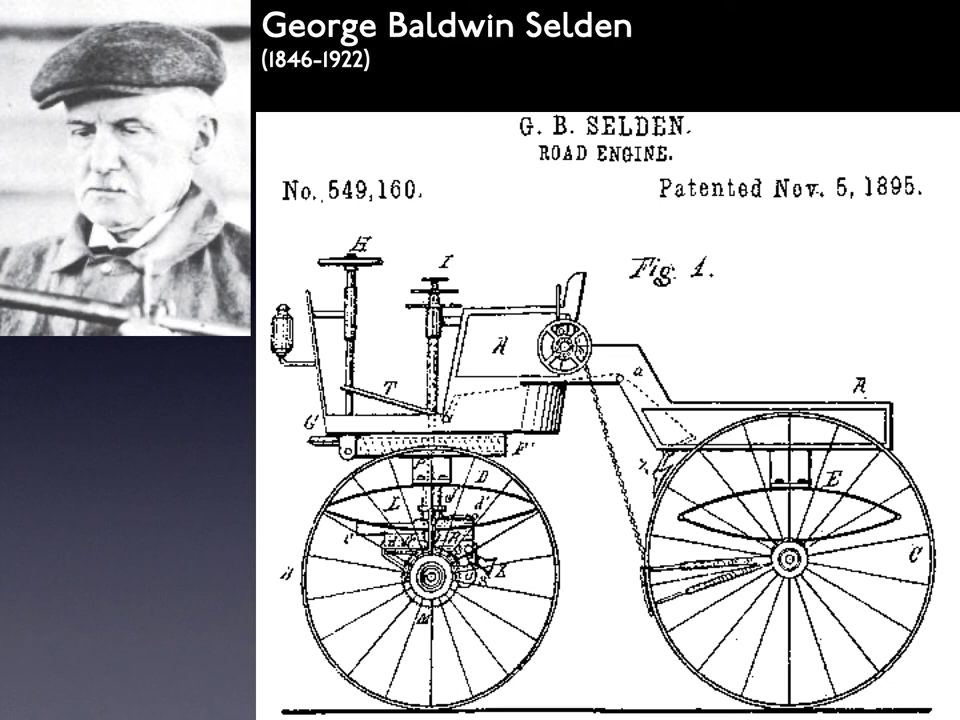 George Baldwin Selden
(1846-1922)
G. B. SELDEN.
ROAD ENGINE.
No. 549,160.
Patented Nov. 5, 1895.
Fig. 1.
H
I
A
a
A
T
G
F
D
E
L
d
C
B
K
M